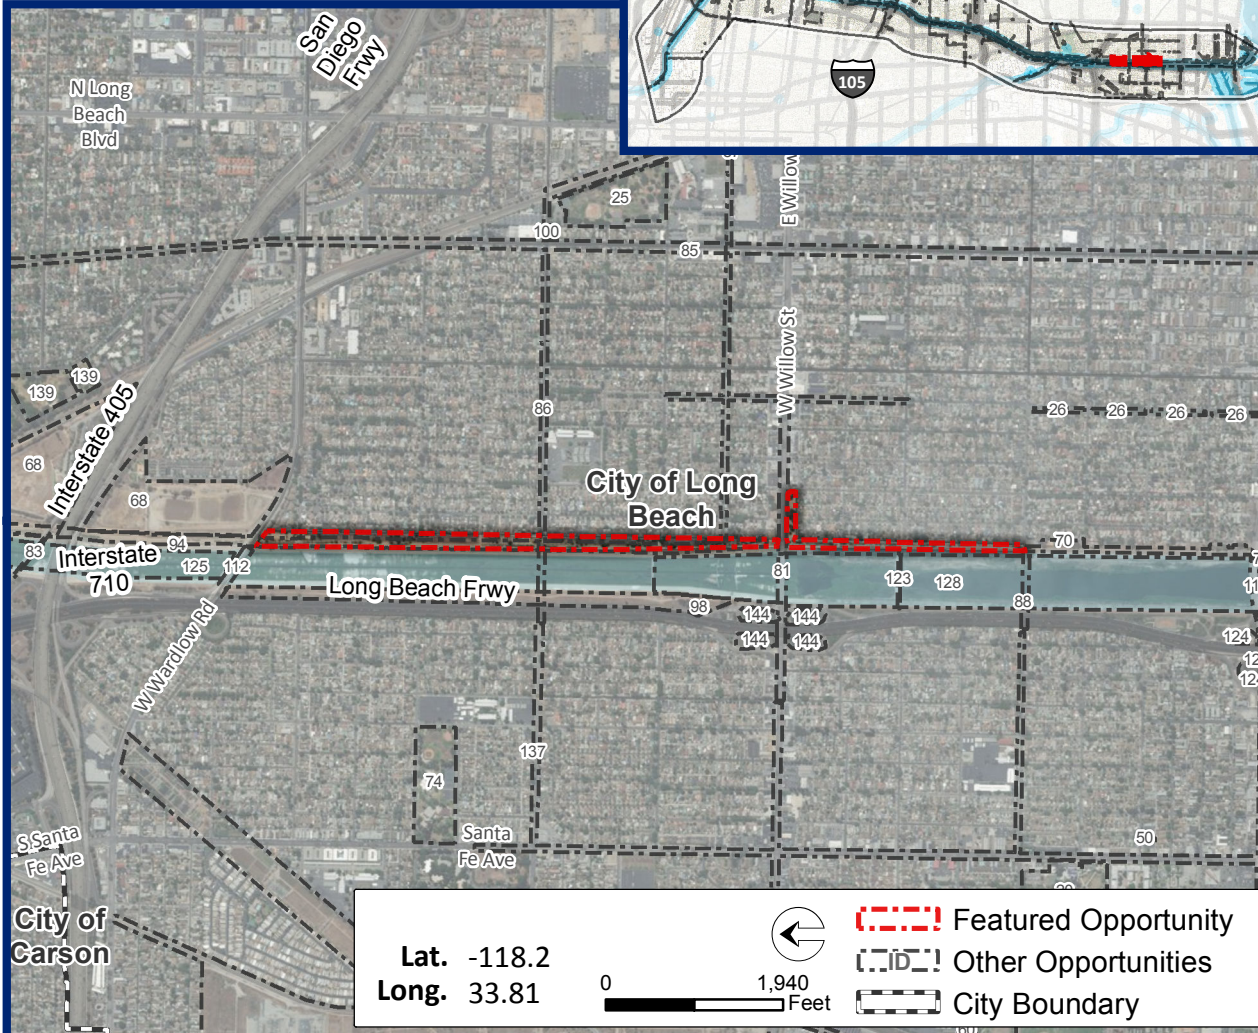 105
San
Diego
Frwy
N Long
Beach
Blvd
E Willow
25
100
85
W Willow St
139
139
86
26
26
26
26
Interstate 405
68
68
City of Long
Beach
94
83
Interstate
710
125
112
70
81
123
128
88
Long Beach Frwy
98
144
144
144
144
124
W Wardlow Rd
137
74
S Santa
Fe Ave
Santa
Fe Ave
50
City of
Carson
Lat. -118.2
Long. 33.81
0 1,940
Feet
Featured Opportunity
ID Other Opportunities
City Boundary